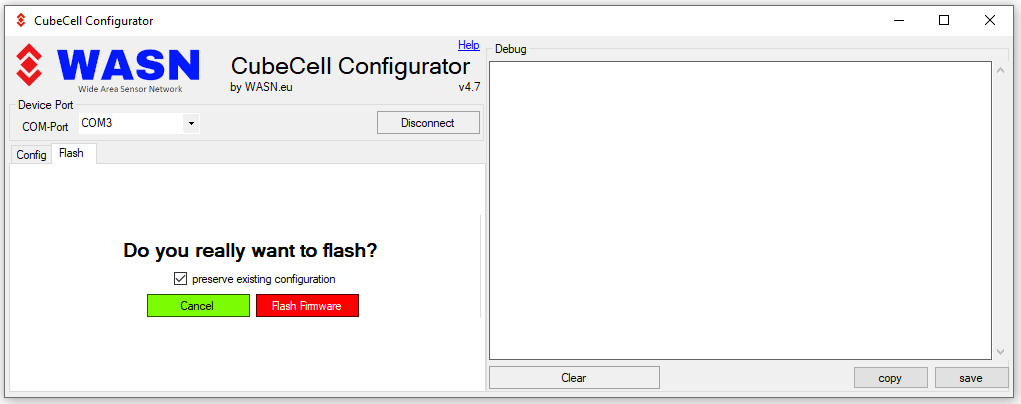 CubeCell Configurator
Help
WASN
Wide Area Sensor Network
CubeCell Configurator
by WASN.eu
v4.7
Device Port
COM-Port
COM3
Disconnect
Config
Flash
Do you really want to flash?
preserve existing configuration
Cancel
Flash Firmware
Debug
Clear
copy
save